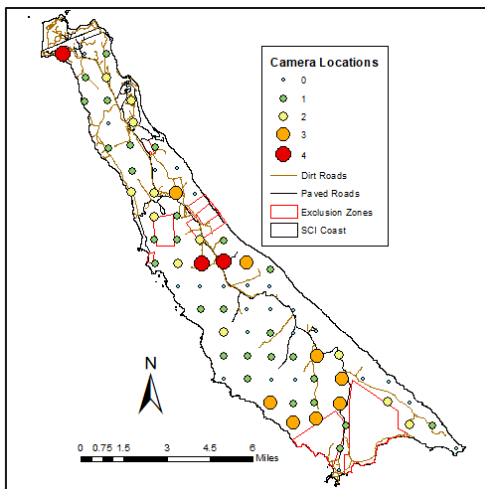 Camera Locations
0
1
2
3
4
Dirt Roads
Paved Roads
Exclusion Zones
SCI Coast
N
0 0.75 1.5 3 4.5 6
Miles